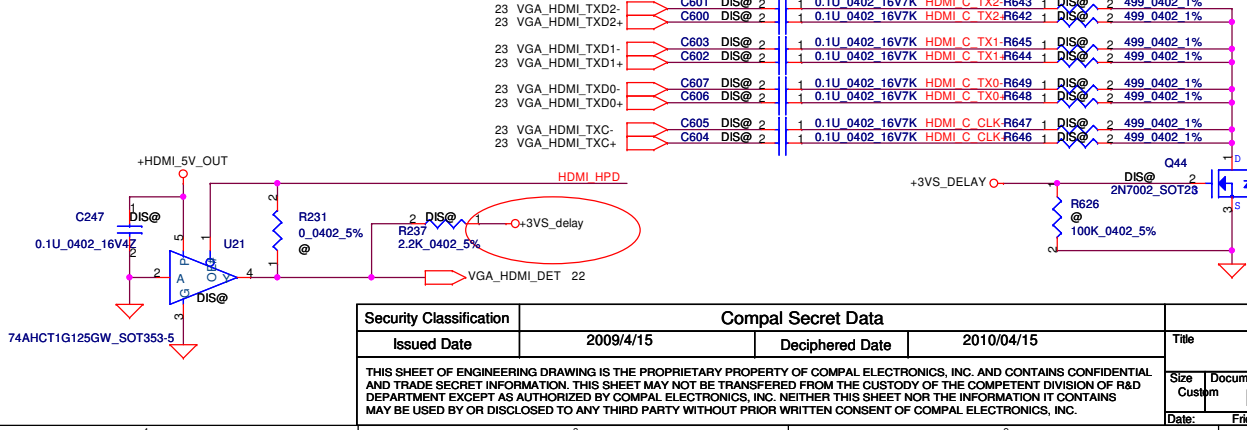 23 VGA_HDMI_TXD2- C601 DIS@ 2 1 0.1U_0402_16V7K HDMI_C_TX2- R643 1 DIS@ 2 499_0402_1%
23 VGA_HDMI_TXD2+ C600 DIS@ 2 1 0.1U_0402_16V7K HDMI_C_TX2+ R642 1 DIS@ 2 499_0402_1%
23 VGA_HDMI_TXD1- C603 DIS@ 2 1 0.1U_0402_16V7K HDMI_C_TX1- R645 1 DIS@ 2 499_0402_1%
23 VGA_HDMI_TXD1+ C602 DIS@ 2 1 0.1U_0402_16V7K HDMI_C_TX1+ R644 1 DIS@ 2 499_0402_1%
23 VGA_HDMI_TXD0- C607 DIS@ 2 1 0.1U_0402_16V7K HDMI_C_TX0- R649 1 DIS@ 2 499_0402_1%
23 VGA_HDMI_TXD0+ C606 DIS@ 2 1 0.1U_0402_16V7K HDMI_C_TX0+ R648 1 DIS@ 2 499_0402_1%
23 VGA_HDMI_TXC- C605 DIS@ 2 1 0.1U_0402_16V7K HDMI_C_CLK- R647 1 DIS@ 2 499_0402_1%
23 VGA_HDMI_TXC+ C604 DIS@ 2 1 0.1U_0402_16V7K HDMI_C_CLK R646 1 DIS@ 2 499_0402_1%
+HDMI_5V_OUT
HDMI_HPD
Q44
1 D
+3VS_DELAY
DIS@ 2
2N7002_SOT23
3 S
1
R626
@
100K_0402_5%
2
C247
1 DIS@
0.1U_0402_16V4Z
2
5
1
U21
P
OE#
2 A Y 4
G
DIS@
3
74AHCT1G125GW_SOT353-5
2
R231
0_0402_5%
@
1
2 DIS@ 1
R237
2.2K_0402_5%
+3VS_delay
VGA_HDMI_DET 22
Security Classification
Compal Secret Data
Issued Date
2009/4/15
Deciphered Date
2010/04/15
THIS SHEET OF ENGINEERING DRAWING IS THE PROPRIETARY PROPERTY OF COMPAL ELECTRONICS, INC. AND CONTAINS CONFIDENTIAL
AND TRADE SECRET INFORMATION. THIS SHEET MAY NOT BE TRANSFERED FROM THE CUSTODY OF THE COMPETENT DIVISION OF R&D
DEPARTMENT EXCEPT AS AUTHORIZED BY COMPAL ELECTRONICS, INC. NEITHER THIS SHEET NOR THE INFORMATION IT CONTAINS
MAY BE USED BY OR DISCLOSED TO ANY THIRD PARTY WITHOUT PRIOR WRITTEN CONSENT OF COMPAL ELECTRONICS, INC.
Title
Size
Docum
Custom
Date:
Fri